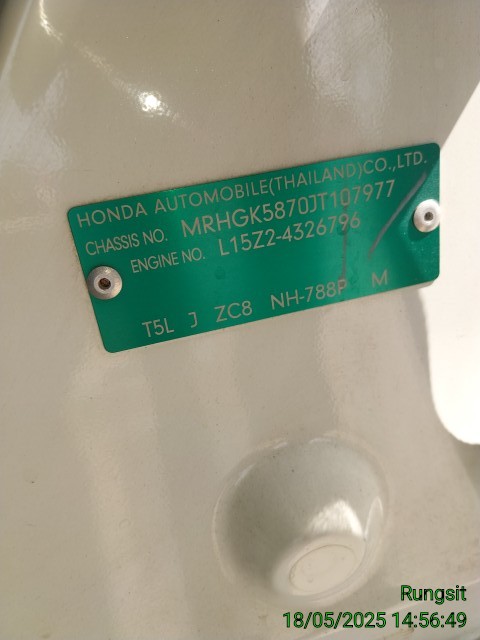 HONDA AUTOMOBILE(THAILAND)CO.,LTD.
CHASSIS NO. MRHGK5870JT107977
ENGINE NO. L15Z2-4326796
T5L J ZC8 NH-788P M
Rungsit
18/05/2025 14:56:49